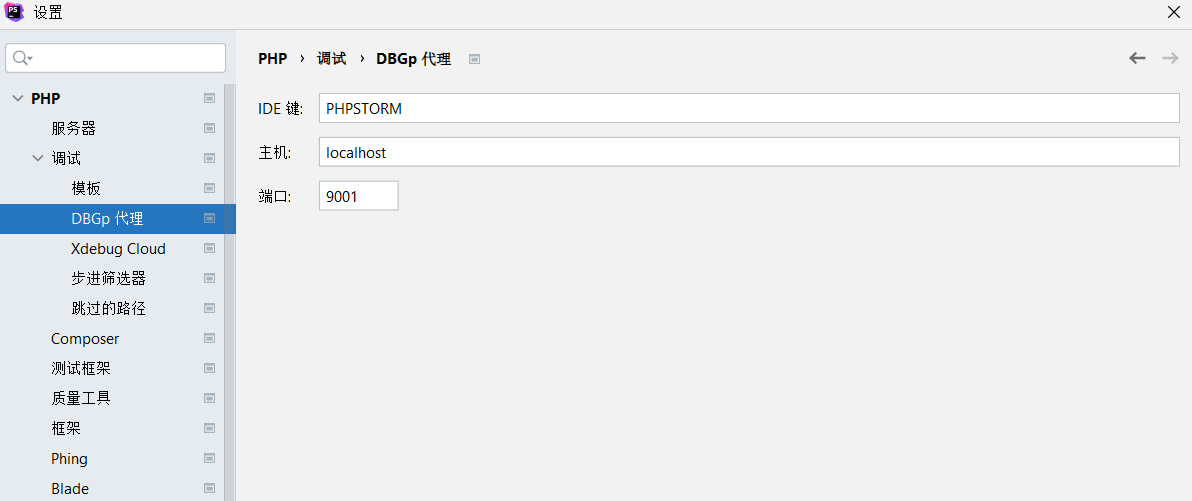 PS 设置
PHP
服务器
调试
模板
DBGp 代理
Xdebug Cloud
步进筛选器
跳过的路径
Composer
测试框架
质量工具
框架
Phing
Blade
PHP › 调试 › DBGp 代理
IDE 键: PHPSTORM
主机: localhost
端口: 9001